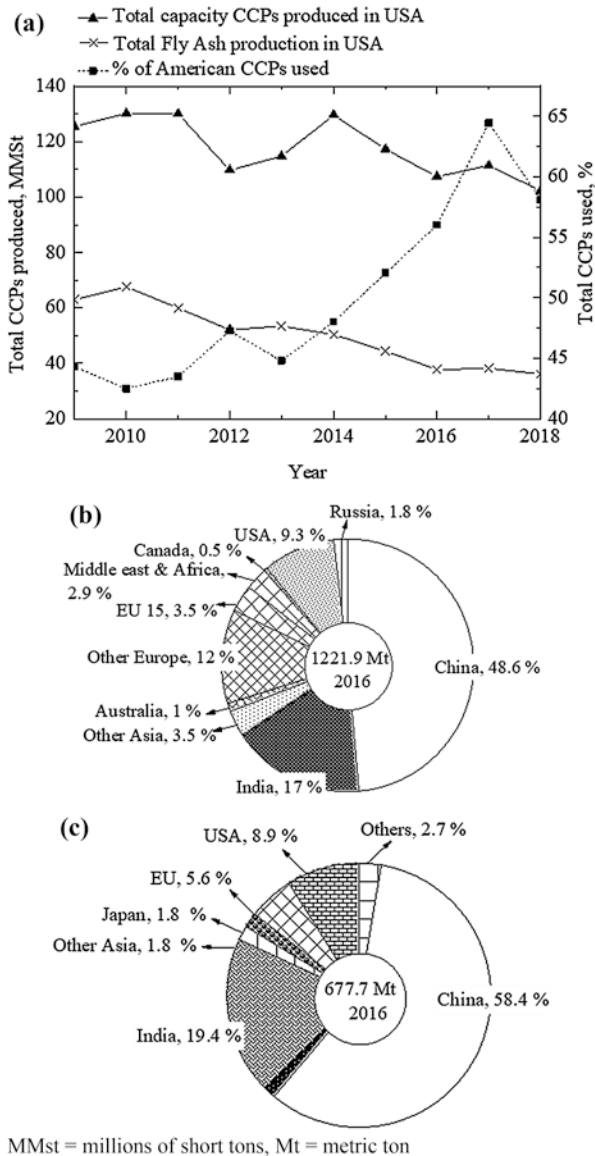 (a)
Total capacity CCPs produced in USA
Total Fly Ash production in USA
% of American CCPs used
Total CCPs produced, MMSt
140
120
100
80
60
40
20
Total CCPs used, %
65
60
55
50
45
40
2010
2012
2014
2016
2018
Year
(b)
Russia, 1.8 %
USA, 9.3 %
Canada, 0.5 %
Middle east & Africa,
2.9 %
EU 15, 3.5 %
Other Europe, 12 %
1221.9 Mt
2016
China, 48.6 %
Australia, 1 %
Other Asia, 3.5 %
India, 17 %
(c)
USA, 8.9 %
Others, 2.7 %
EU, 5.6 %
Japan, 1.8 %
Other Asia, 1.8 %
677.7 Mt
2016
China, 58.4 %
India, 19.4 %
MMst = millions of short tons, Mt = metric ton